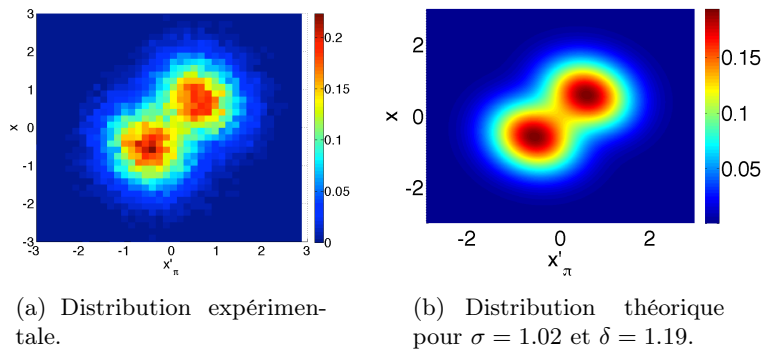 3
2
1
0
-1
-2
-3
x
-3 -2 -1 0 1 2 3
x'π
0.2
0.15
0.1
0.05
0
2
0
-2
x
-2 0 2
x'π
0.15
0.1
0.05
(a) Distribution expérimen-
tale.
(b) Distribution théorique
pour σ = 1.02 et δ = 1.19.